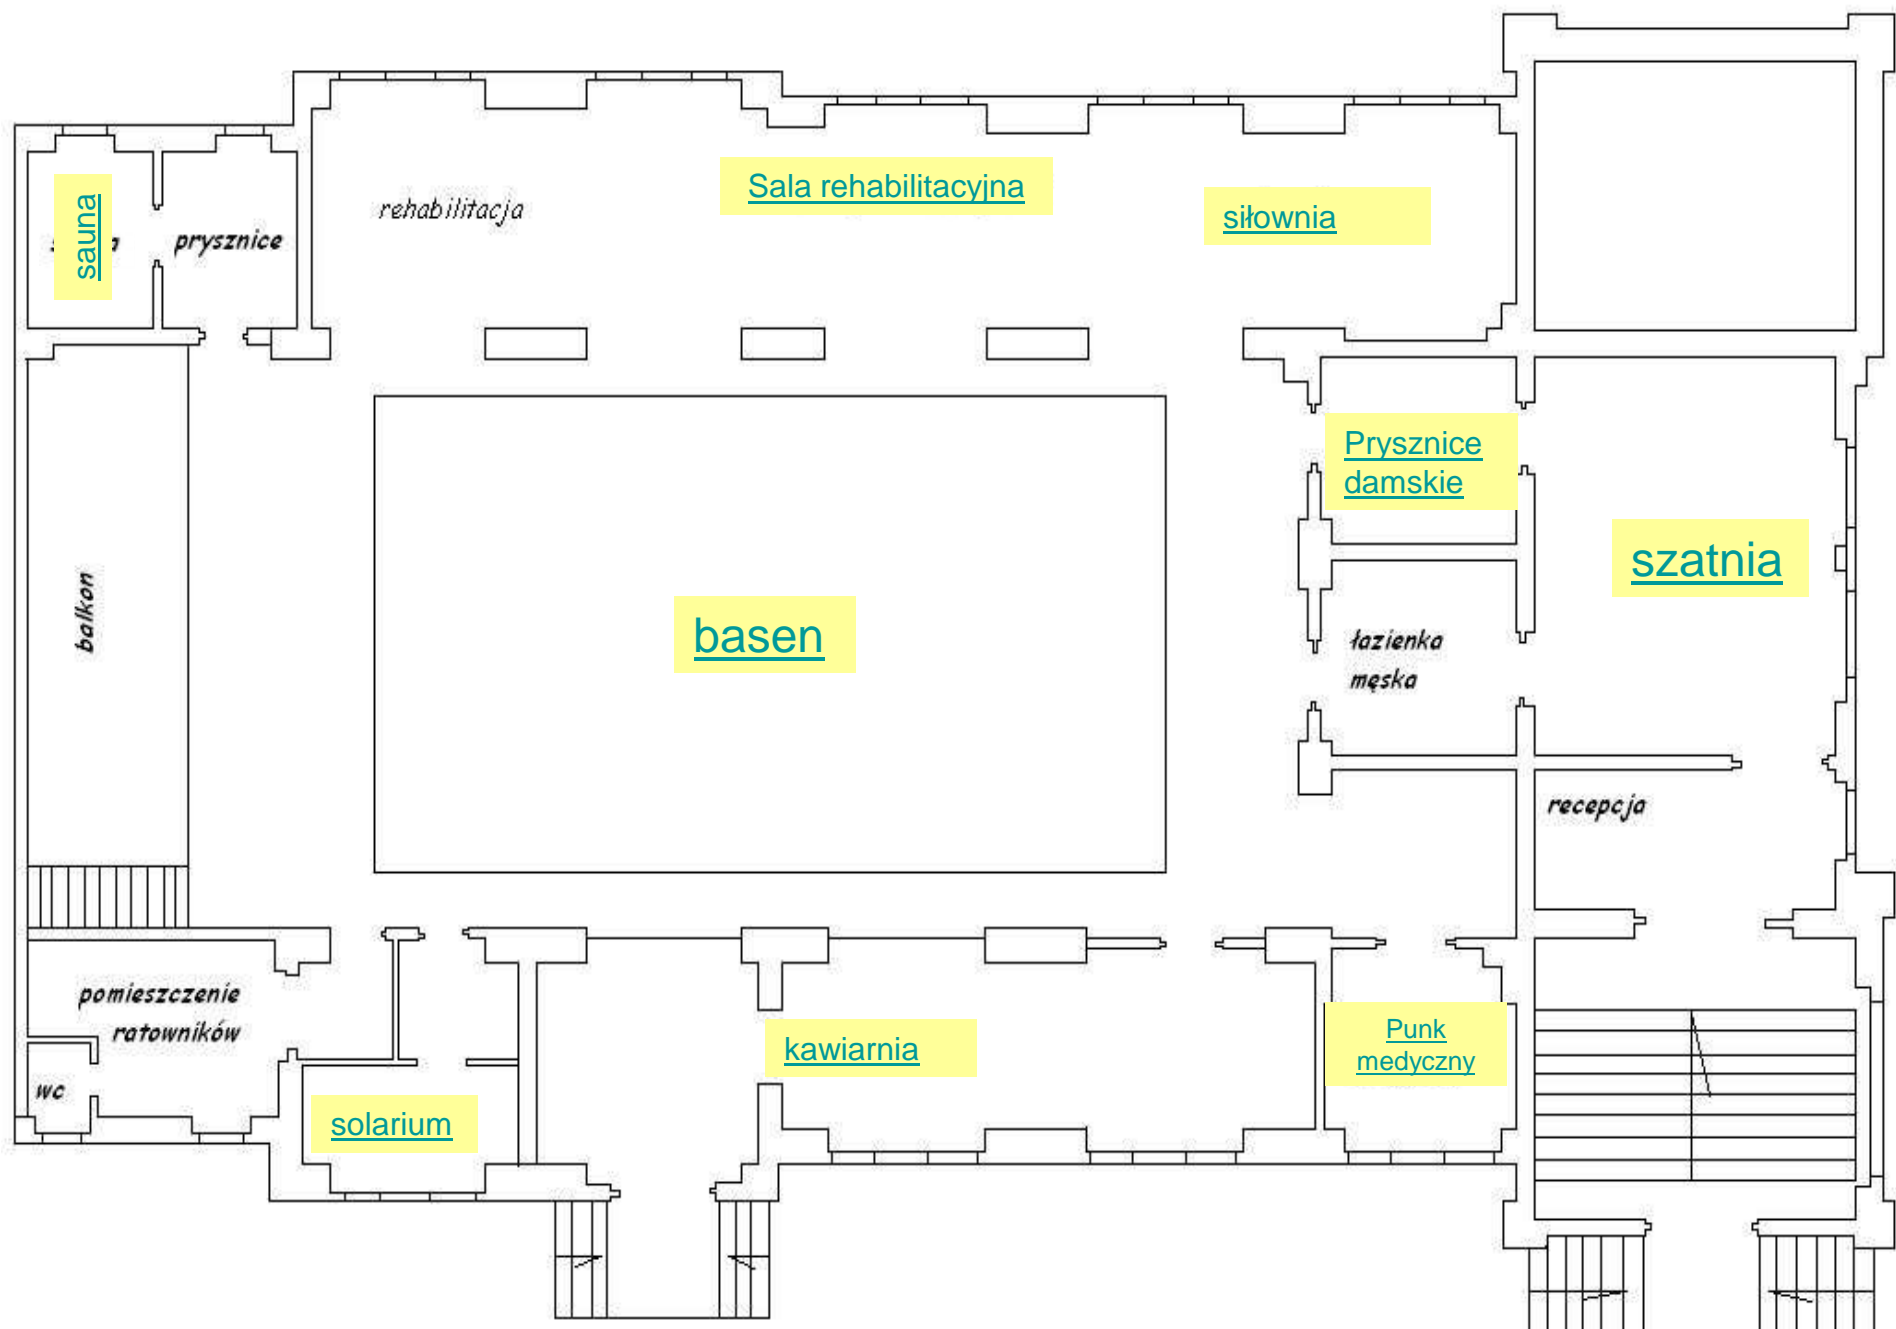 Sala rehabilitacyjna
siłownia
sauna
rehabilitacja
prysznice
Prysznice
damskie
szatnia
basen
balkon
łazienka
męska
recepcja
pomieszczenie
ratowników
kawiarnia
Punk
medyczny
wc
solarium